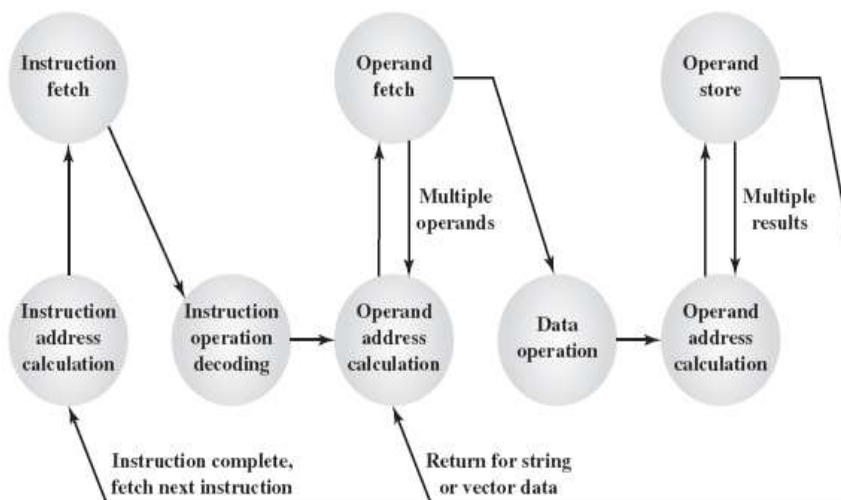 Instruction
fetch
Operand
fetch
Operand
store
Multiple
operands
Multiple
results
Instruction
address
calculation
Instruction
operation
decoding
Operand
address
calculation
Data
operation
Operand
address
calculation
Instruction complete,
fetch next instruction
Return for string
or vector data